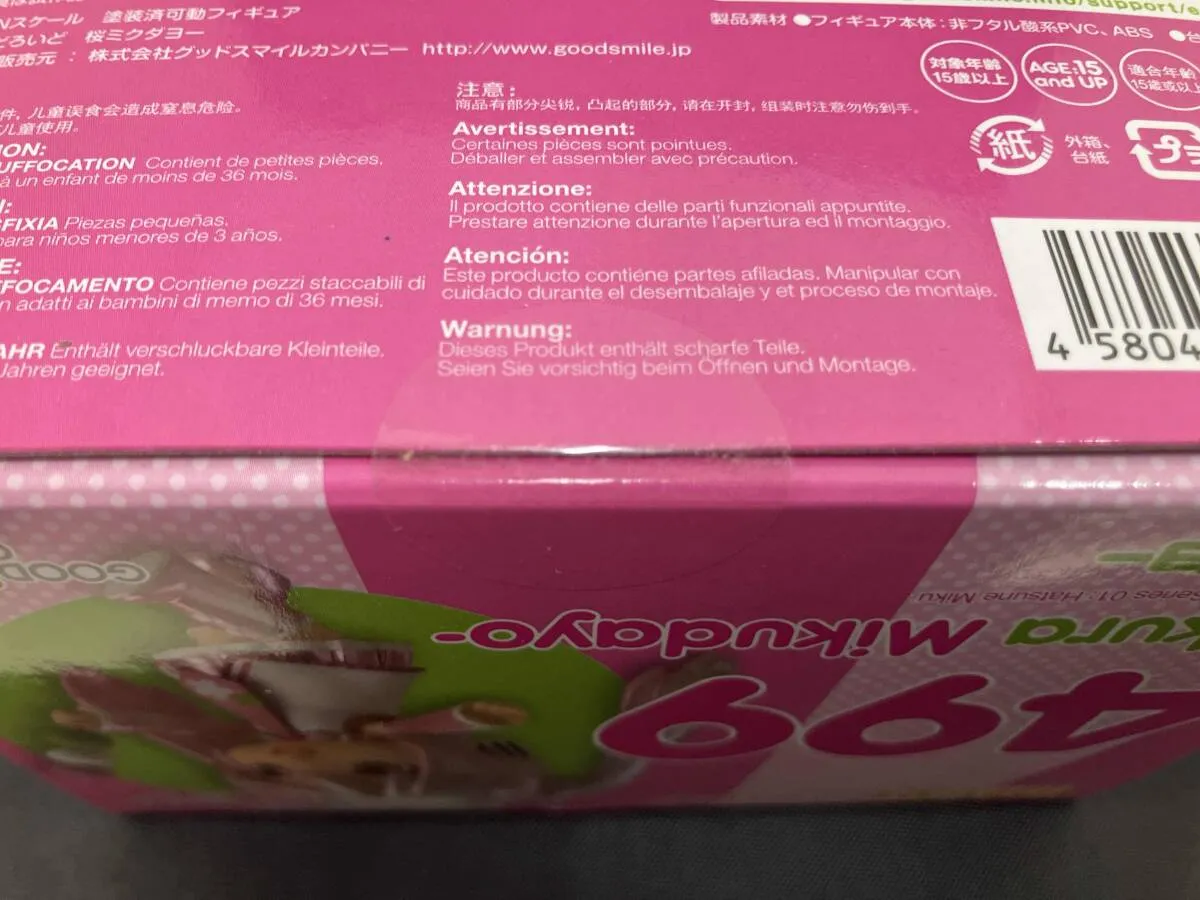 Nスケール 塗装済可動フィギュア
どろいど 桜ミクダヨー
販売元 : 株式会社グッドスマイルカンパニー http://www.goodsmile.jp
/support/
製品素材 ●フィギュア本体 : 非フタル酸系PVC、ABS ●台
対象年齢
15歳以上
AGE:15
and UP
適合年齢
15歳或以上
紙
外箱、
台紙
プラ
件, 儿童误食会造成窒息危险。
儿童使用。
ION:
UFFOCATION Contient de petites pièces.
à un enfant de moins de 36 mois.
N:
SFIXIA Piezas pequeñas.
para niños menores de 3 años.
E:
FOCAMENTO Contiene pezzi staccabili di
n adatti ai bambini di memo di 36 mesi.
AHR Enthält verschluckbare Kleinteile.
Jahren geeignet.
注意 :
商品有部分尖锐, 凸起的部分, 请在开封, 组装时注意勿伤到手。
Avertissement:
Certaines pièces sont pointues.
Déballer et assembler avec précaution.
Attenzione:
Il prodotto contiene delle parti funzionali appuntite.
Prestare attenzione durante l'apertura ed il montaggio.
Atención:
Este producto contiene partes afiladas. Manipular con
cuidado durante el desembalaje y et proceso de montaje.
Warnung:
Dieses Produkt enthält scharfe Teile.
Seien Sie vorsichtig beim Öffnen und Montage.
4 5804
GOOD
Series 01: Hatsune Miku
kura Mikudayo-
499